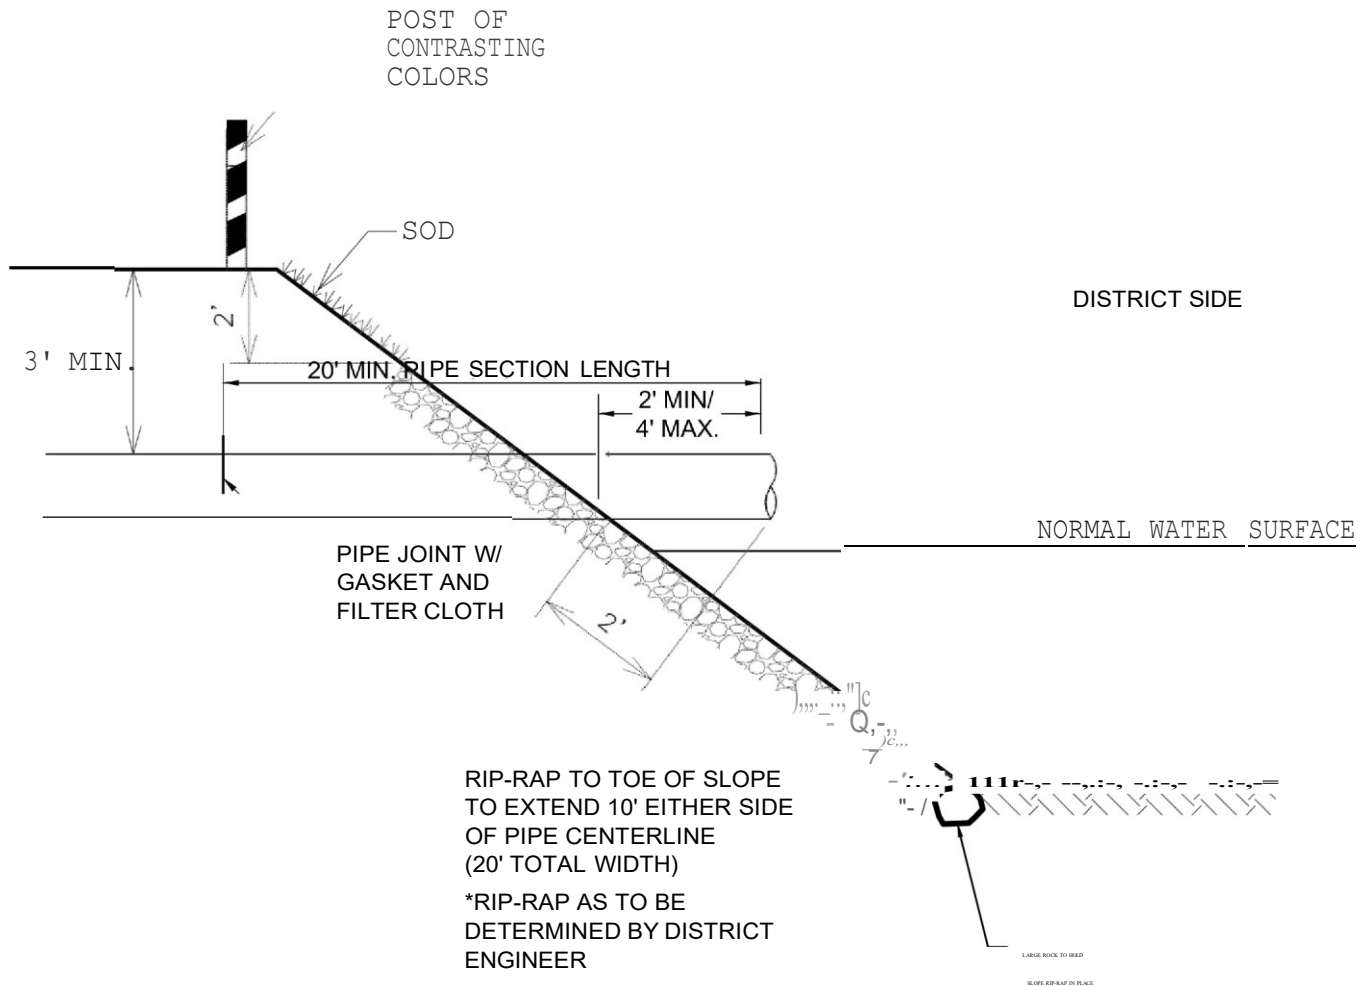 POST OF
CONTRASTING
COLORS
SOD
DISTRICT SIDE
2'
3' MIN.
20' MIN. PIPE SECTION LENGTH
2' MIN/
4' MAX.
NORMAL WATER SURFACE
PIPE JOINT W/
GASKET AND
FILTER CLOTH
2'
RIP-RAP TO TOE OF SLOPE
TO EXTEND 10' EITHER SIDE
OF PIPE CENTERLINE
(20' TOTAL WIDTH)
*RIP-RAP AS TO BE
DETERMINED BY DISTRICT
ENGINEER
LARGE ROCK TO HOLD
SLOPE RIP-RAP IN PLACE